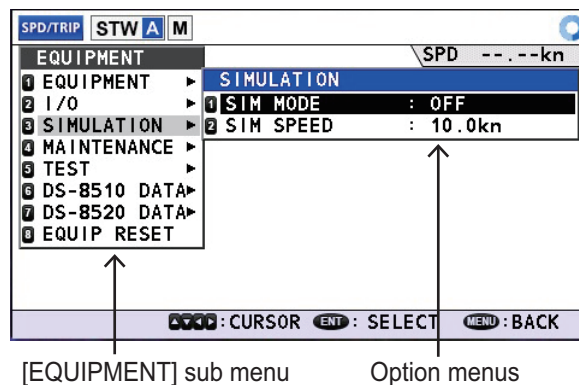 SPD/TRIP STW A M
EQUIPMENT SPD --.--kn
1 EQUIPMENT ▶ SIMULATION
2 I/O ▶ 1 SIM MODE : OFF
3 SIMULATION ▶ 2 SIM SPEED : 10.0kn
4 MAINTENANCE ▶
5 TEST ▶
6 DS-8510 DATA▶
7 DS-8520 DATA▶
8 EQUIP RESET
▲▼◀▶:CURSOR ENT: SELECT MENU:BACK
[EQUIPMENT] sub menu Option menus